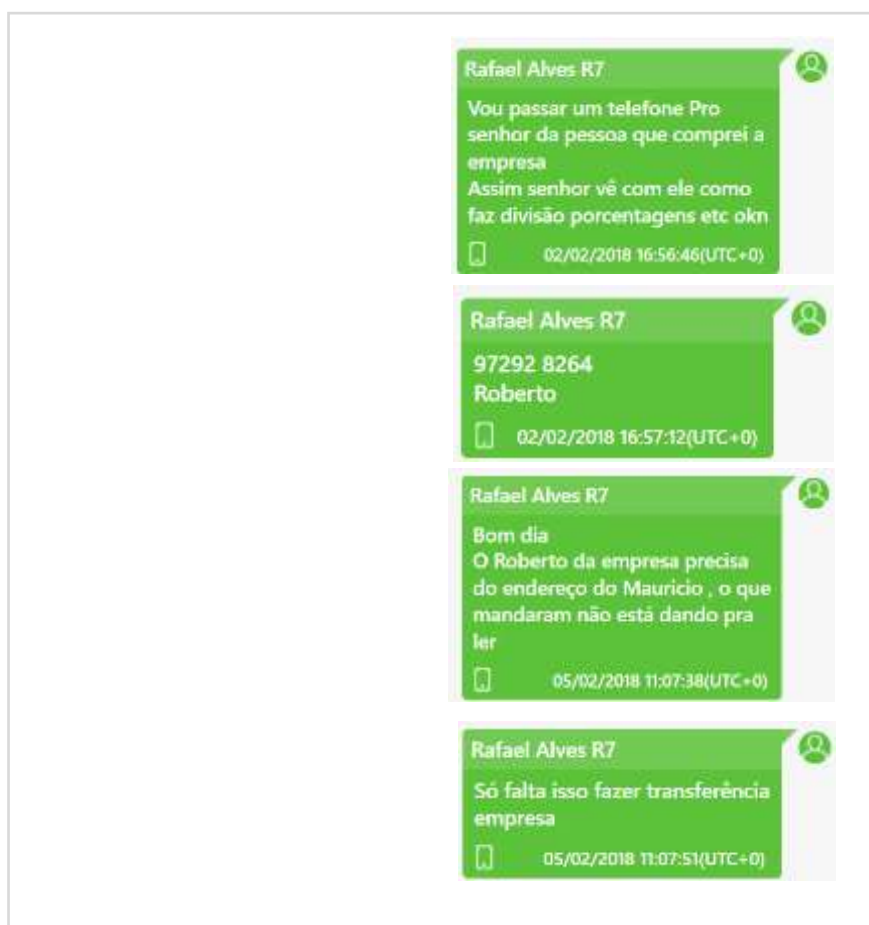 Rafael Alves R7
Vou passar um telefone Pro
senhor da pessoa que comprei a
empresa
Assim senhor vê com ele como
faz divisão porcentagens etc okn
02/02/2018 16:56:46(UTC+0)
Rafael Alves R7
97292 8264
Roberto
02/02/2018 16:57:12(UTC+0)
Rafael Alves R7
Bom dia
O Roberto da empresa precisa
do endereço do Mauricio , o que
mandaram não está dando pra
ler
05/02/2018 11:07:38(UTC+0)
Rafael Alves R7
Só falta isso fazer transferência
empresa
05/02/2018 11:07:51(UTC+0)